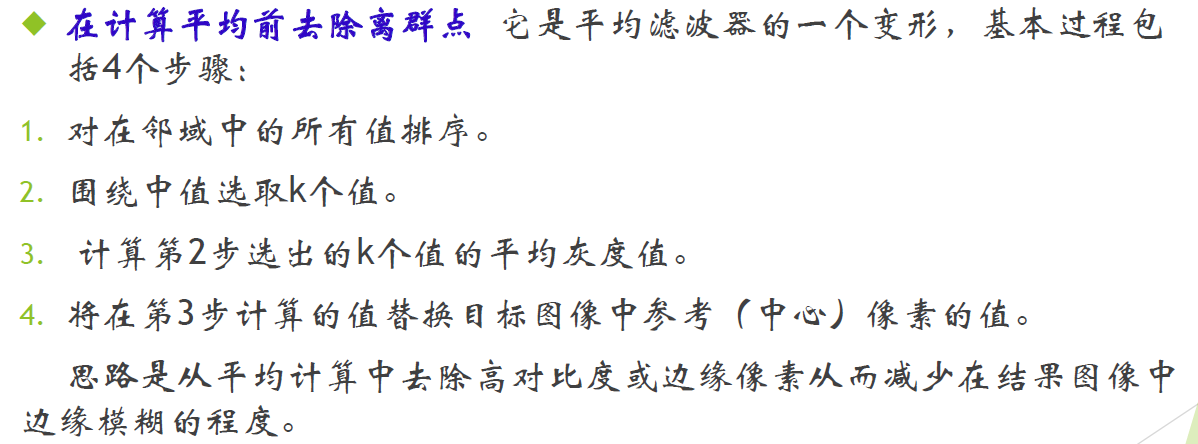 ◆ 在计算平均前去除离群点 它是平均滤波器的一个变形，基本过程包
括4个步骤：
1. 对在邻域中的所有值排序。
2. 围绕中值选取k个值。
3. 计算第2步选出的k个值的平均灰度值。
4. 将在第3步计算的值替换目标图像中参考（中心）像素的值。
思路是从平均计算中去除高对比度或边缘像素从而减少在结果图像中
边缘模糊的程度。